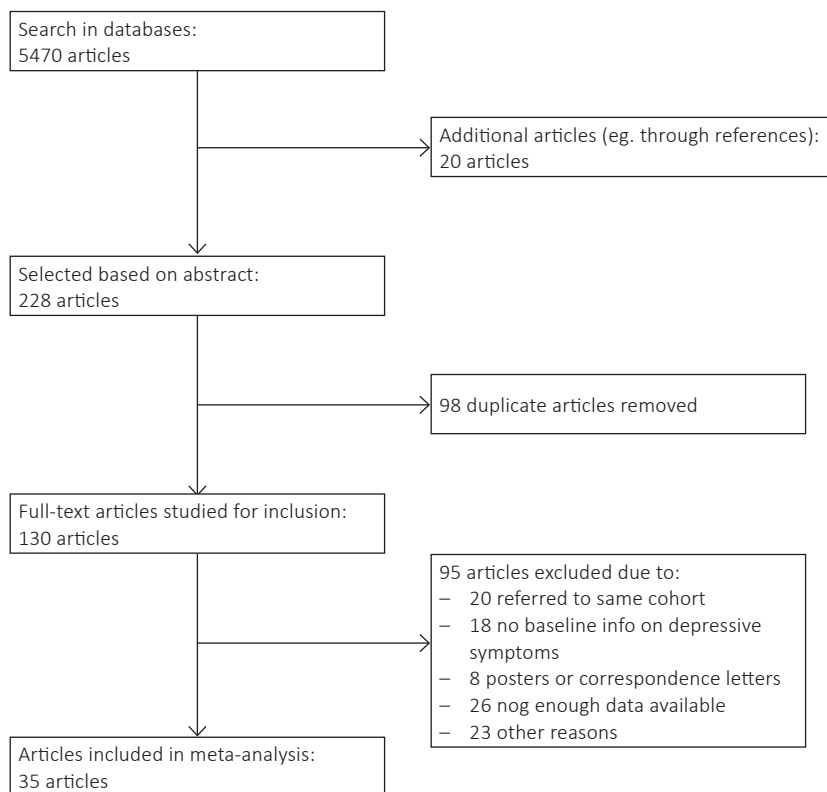 Search in databases:
5470 articles
Additional articles (eg. through references):
20 articles
Selected based on abstract:
228 articles
98 duplicate articles removed
Full-text articles studied for inclusion:
130 articles
95 articles excluded due to:
– 20 referred to same cohort
– 18 no baseline info on depressive
symptoms
– 8 posters or correspondence letters
– 26 nog enough data available
– 23 other reasons
Articles included in meta-analysis:
35 articles